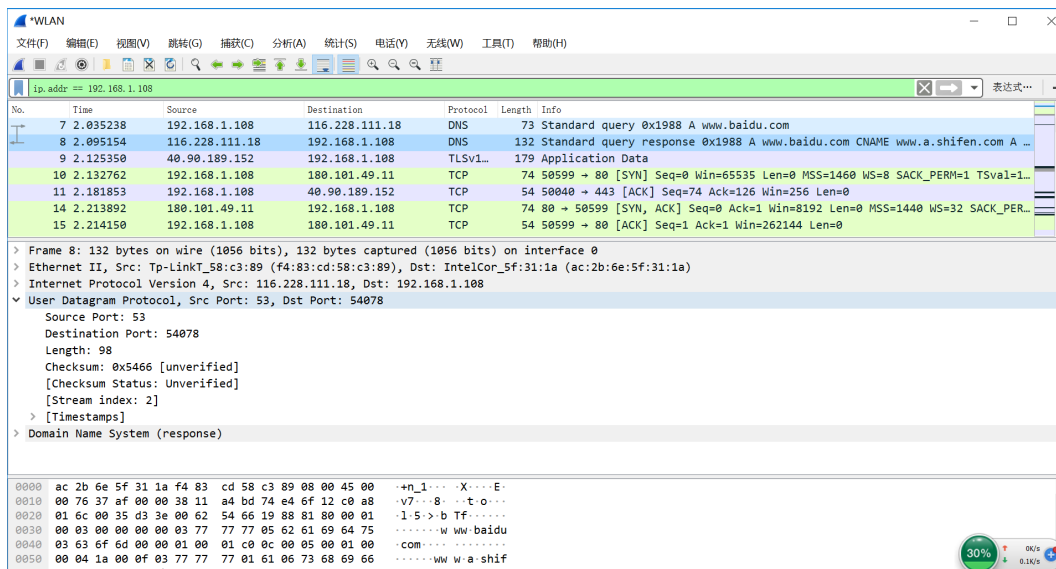 *WLAN
文件(F) 编辑(E) 视图(V) 跳转(G) 捕获(C) 分析(A) 统计(S) 电话(Y) 无线(W) 工具(T) 帮助(H)
ip.addr == 192.168.1.108 表达式…
No. Time Source Destination Protocol Length Info
7 2.035238 192.168.1.108 116.228.111.18 DNS 73 Standard query 0x1988 A www.baidu.com
8 2.095154 116.228.111.18 192.168.1.108 DNS 132 Standard query response 0x1988 A www.baidu.com CNAME www.a.shifen.com A …
9 2.125350 40.90.189.152 192.168.1.108 TLSv1… 179 Application Data
10 2.132762 192.168.1.108 180.101.49.11 TCP 74 50599 → 80 [SYN] Seq=0 Win=65535 Len=0 MSS=1460 WS=8 SACK_PERM=1 TSval=1…
11 2.181853 192.168.1.108 40.90.189.152 TCP 54 50040 → 443 [ACK] Seq=74 Ack=126 Win=256 Len=0
14 2.213892 180.101.49.11 192.168.1.108 TCP 74 80 → 50599 [SYN, ACK] Seq=0 Ack=1 Win=8192 Len=0 MSS=1440 WS=32 SACK_PER…
15 2.214150 192.168.1.108 180.101.49.11 TCP 54 50599 → 80 [ACK] Seq=1 Ack=1 Win=262144 Len=0
> Frame 8: 132 bytes on wire (1056 bits), 132 bytes captured (1056 bits) on interface 0
> Ethernet II, Src: Tp-LinkT_58:c3:89 (f4:83:cd:58:c3:89), Dst: IntelCor_5f:31:1a (ac:2b:6e:5f:31:1a)
> Internet Protocol Version 4, Src: 116.228.111.18, Dst: 192.168.1.108
User Datagram Protocol, Src Port: 53, Dst Port: 54078
Source Port: 53
Destination Port: 54078
Length: 98
Checksum: 0x5466 [unverified]
[Checksum Status: Unverified]
[Stream index: 2]
> [Timestamps]
> Domain Name System (response)
0000 ac 2b 6e 5f 31 1a f4 83 cd 58 c3 89 08 00 45 00 ·+n_1··· ·X····E·
0010 00 76 37 af 00 00 38 11 a4 bd 74 e4 6f 12 c0 a8 ·v7···8· ··t·o···
0020 01 6c 00 35 d3 3e 00 62 54 66 19 88 81 80 00 01 ·l·5·>·b Tf······
0030 00 03 00 00 00 00 03 77 77 77 05 62 61 69 64 75 ·······w ww·baidu
0040 03 63 6f 6d 00 00 01 00 01 c0 0c 00 05 00 01 00 ·com···· ········
0050 00 04 1a 00 0f 03 77 77 77 01 61 06 73 68 69 66 ······ww w·a·shif
30%
0K/s
0.1K/s